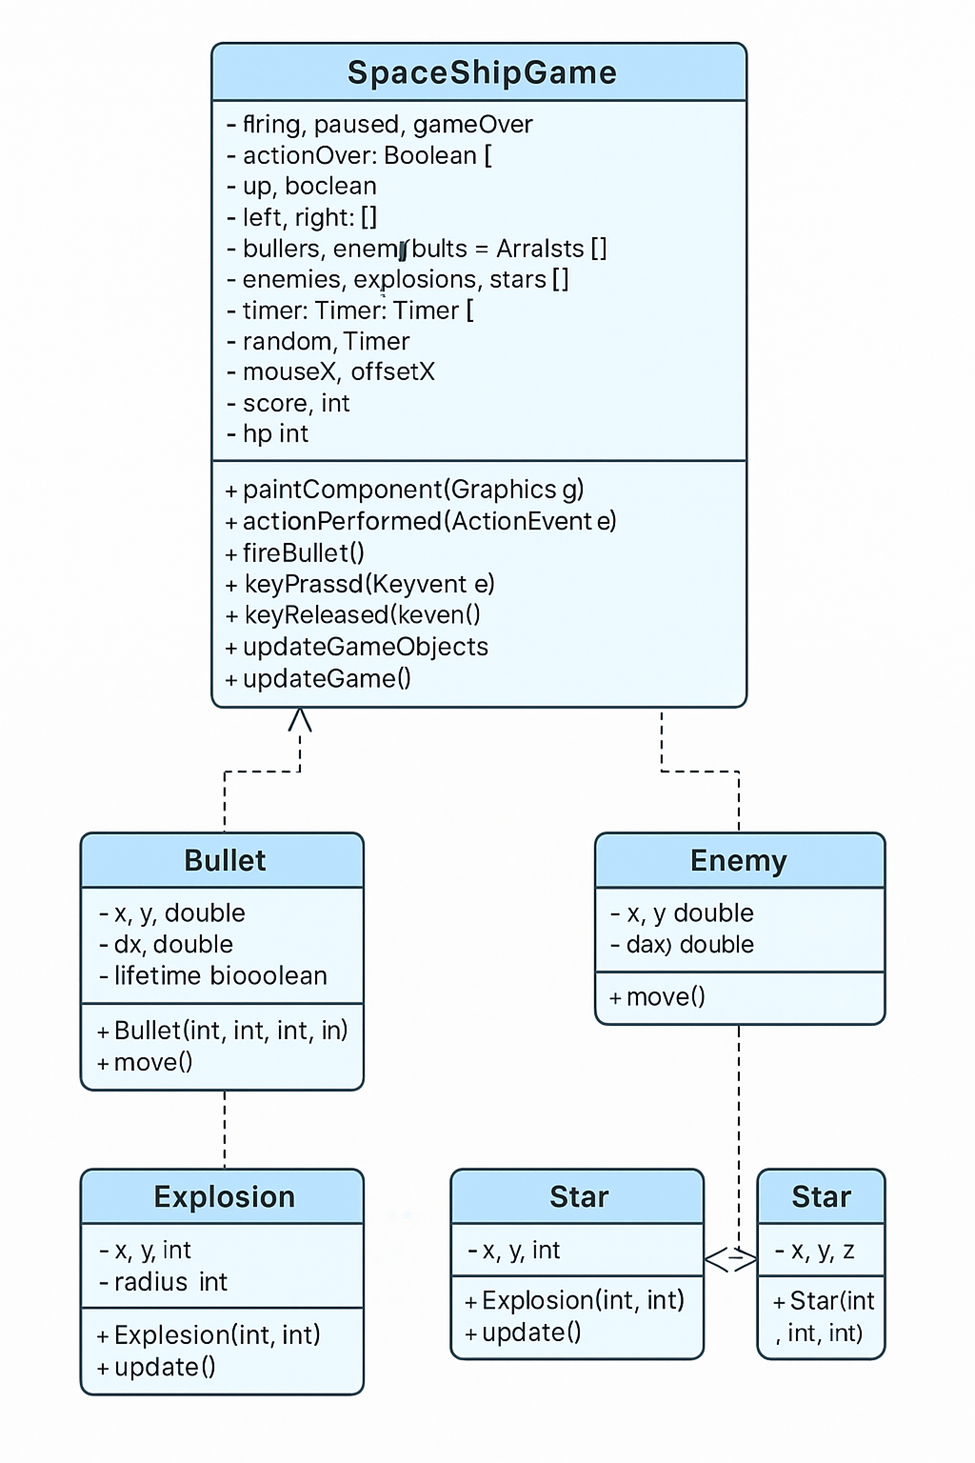 SpaceShipGame
- firing, paused, gameOver
- actionOver: Boolean [
- up, boclean
- left, right: []
- bullers, bults = Arralsts []
- enemies, explosions, stars []
- timer: Timer: Timer [
- random, Timer
- mouseX, offsetX
- score, int
- hp int
+ paintComponent(Graphics g)
+ actionPerformed(ActionEvent e)
+ fireBullet()
+ keyPrassd(Keyvent e)
+ keyReleased(keven()
+ updateGameObjects
+ updateGame()
Bullet
- x, y, double
- dx, double
- lifetime biooolean
+ Bullet(int, int, int, in)
+ move()
Enemy
- x, y double
- dax) double
+ move()
Explosion
- x, y, int
- radius int
+ Explesion(int, int)
+ update()
Star
- x, y, int
+ Explosion(int, int)
+ update()
Star
- x, y, z
+ Star(int
, int, int)